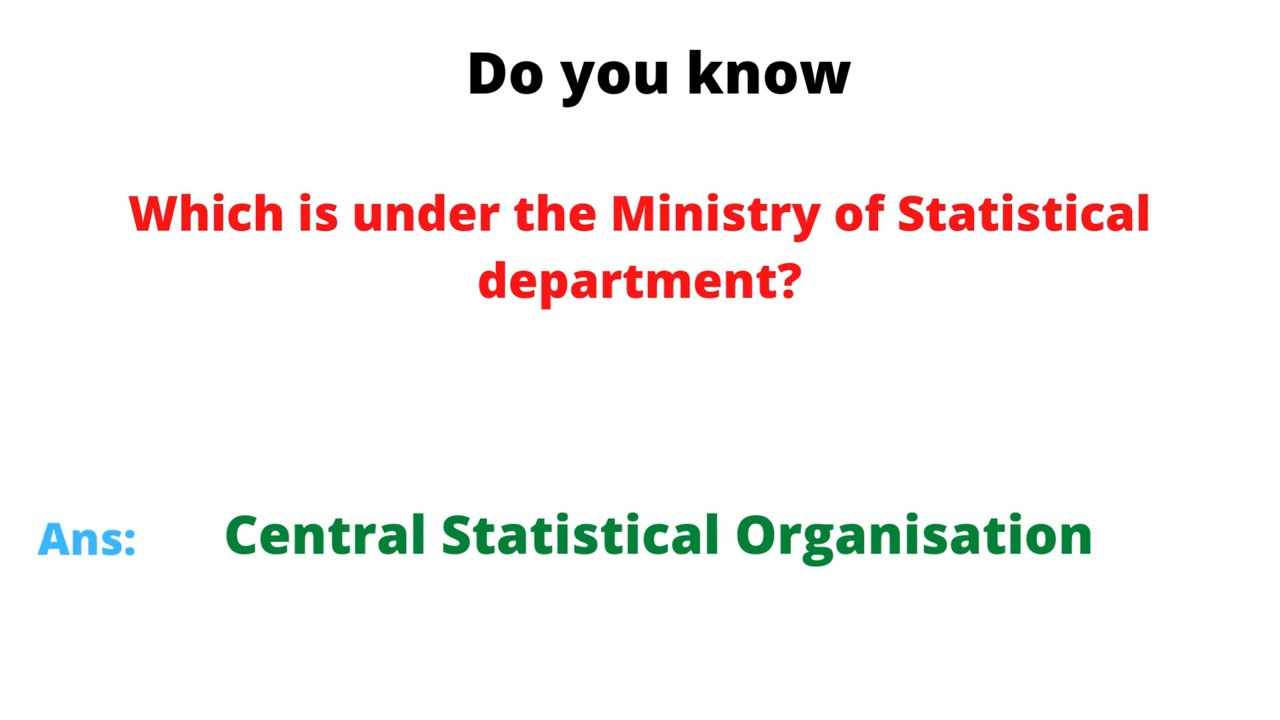 Do you know
Which is under the Ministry of Statistical
department?
Ans: Central Statistical Organisation